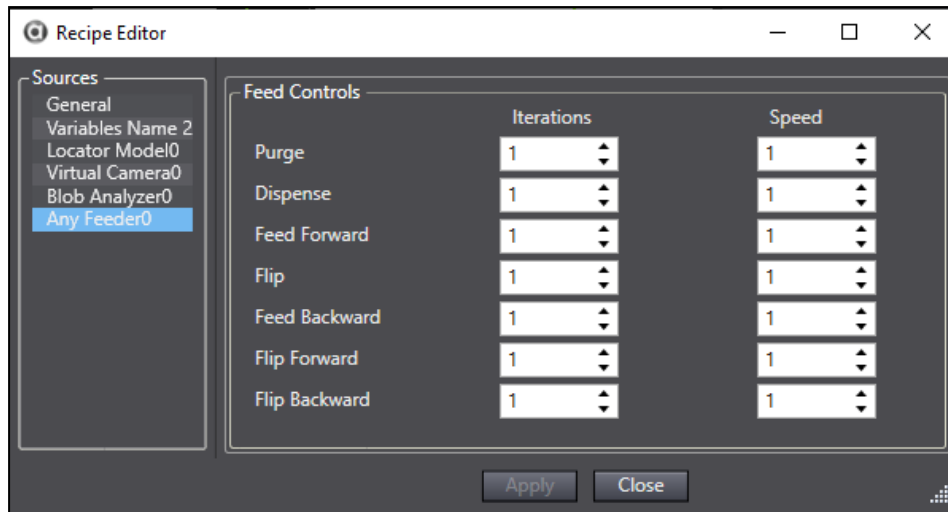 Recipe Editor
Sources
General
Variables Name 2
Locator Model0
Virtual Camera0
Blob Analyzer0
Any Feeder0
Feed Controls
Iterations Speed
Purge 1 1
Dispense 1 1
Feed Forward 1 1
Flip 1 1
Feed Backward 1 1
Flip Forward 1 1
Flip Backward 1 1
Apply Close